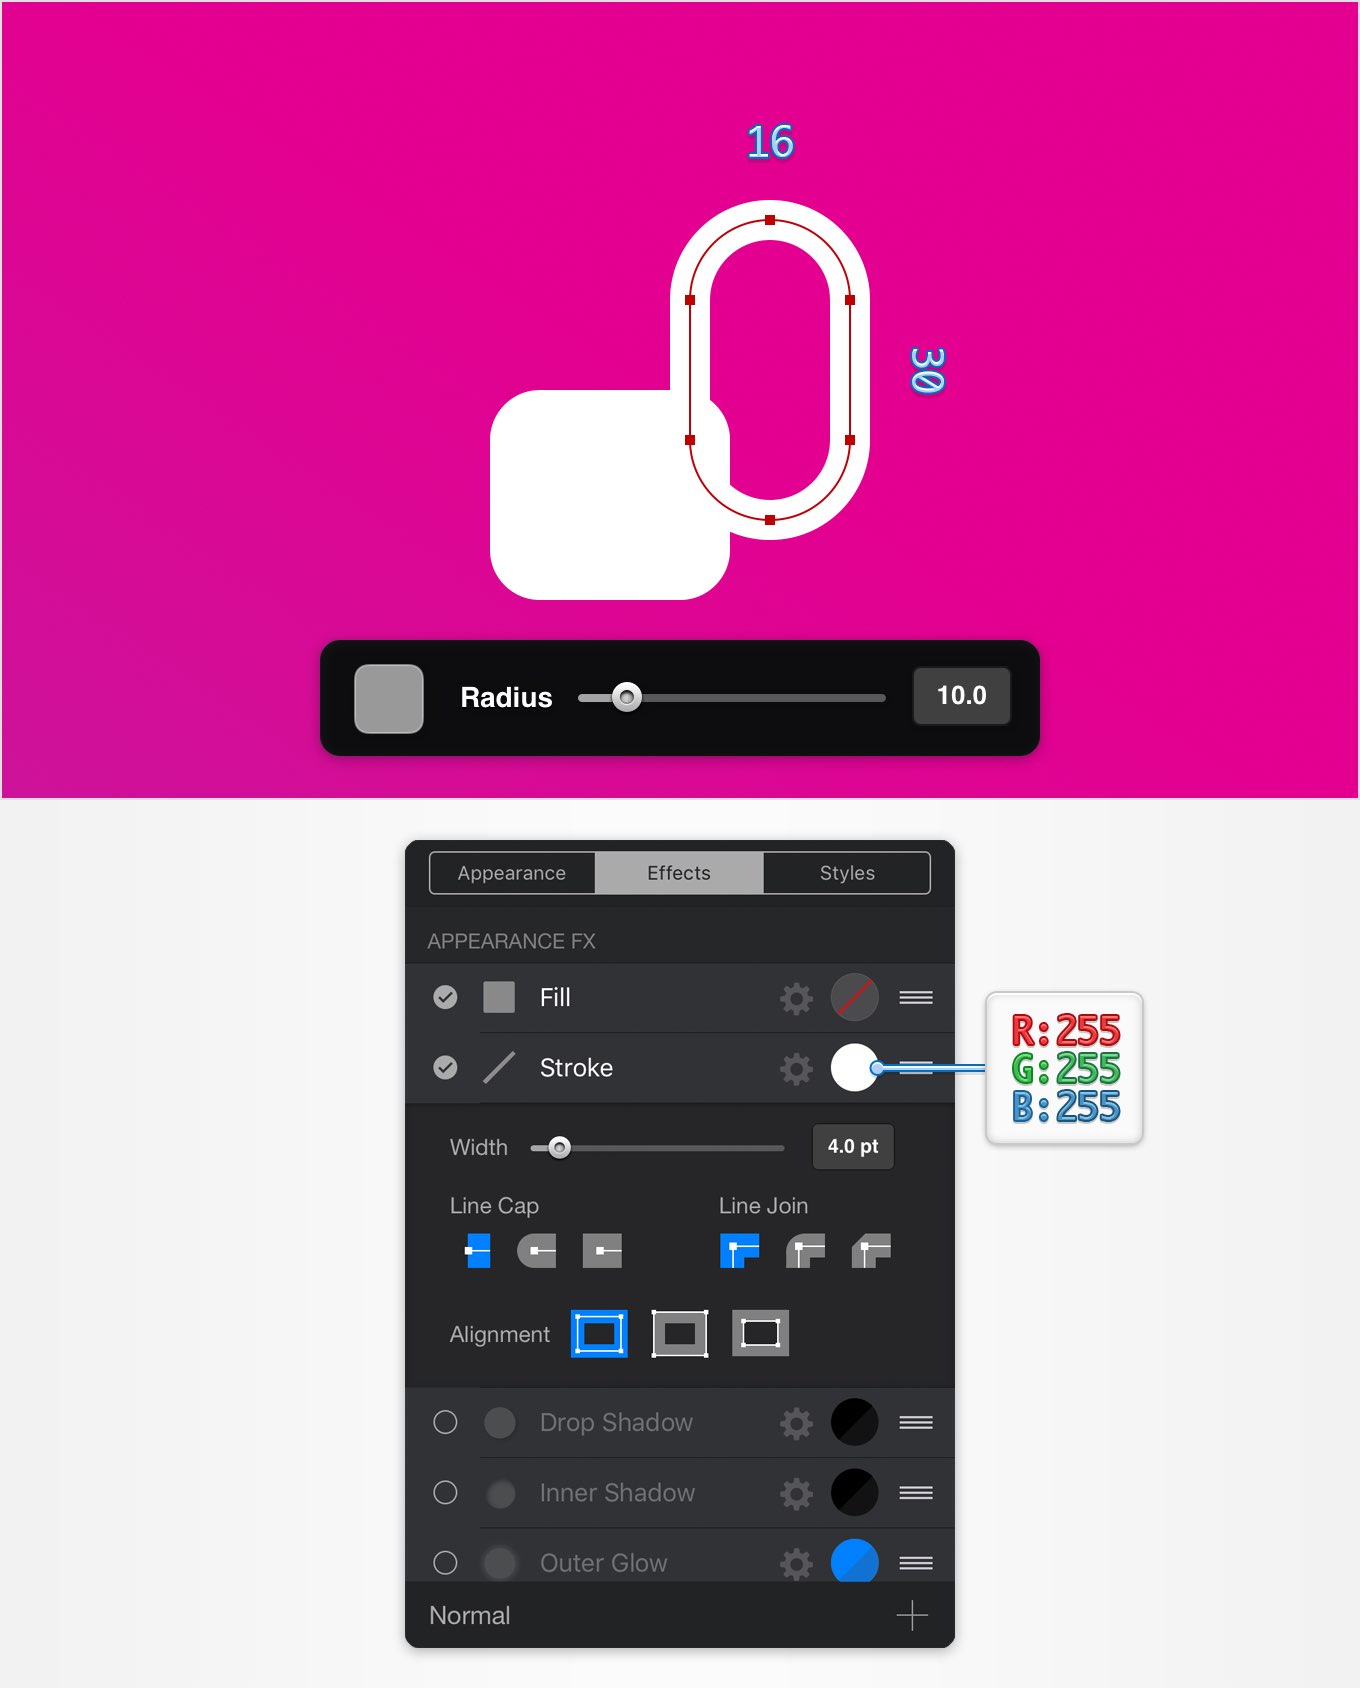 16
30
Radius 10.0
Appearance Effects Styles
APPEARANCE FX
Fill
Stroke
R:255
G:255
B:255
Width 4.0 pt
Line Cap Line Join
Alignment
Drop Shadow
Inner Shadow
Outer Glow
Normal